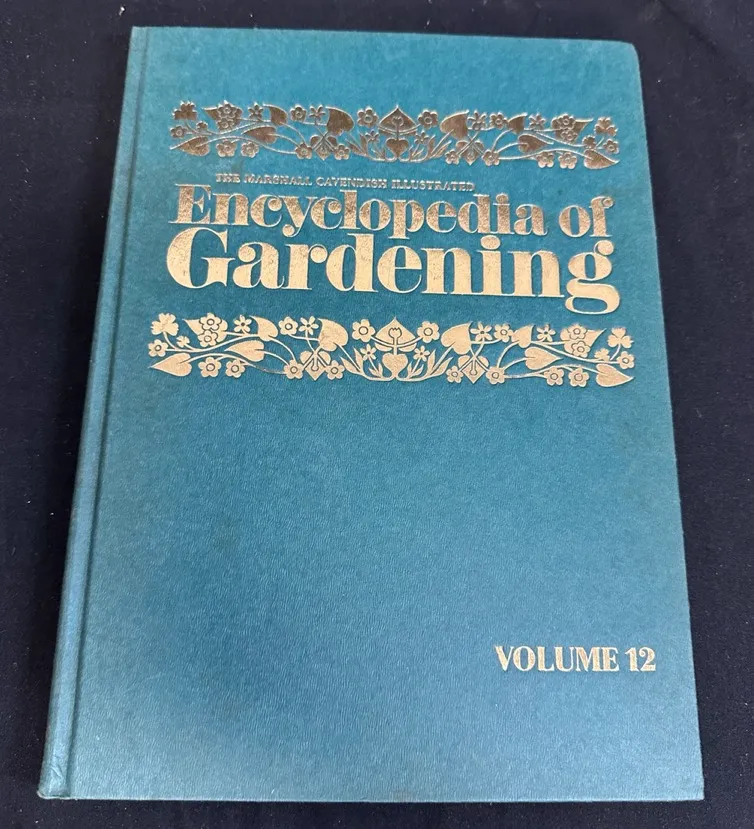 THE MARSHALL CAVENDISH ILLUSTRATED
Encyclopedia of
Gardening
VOLUME 12